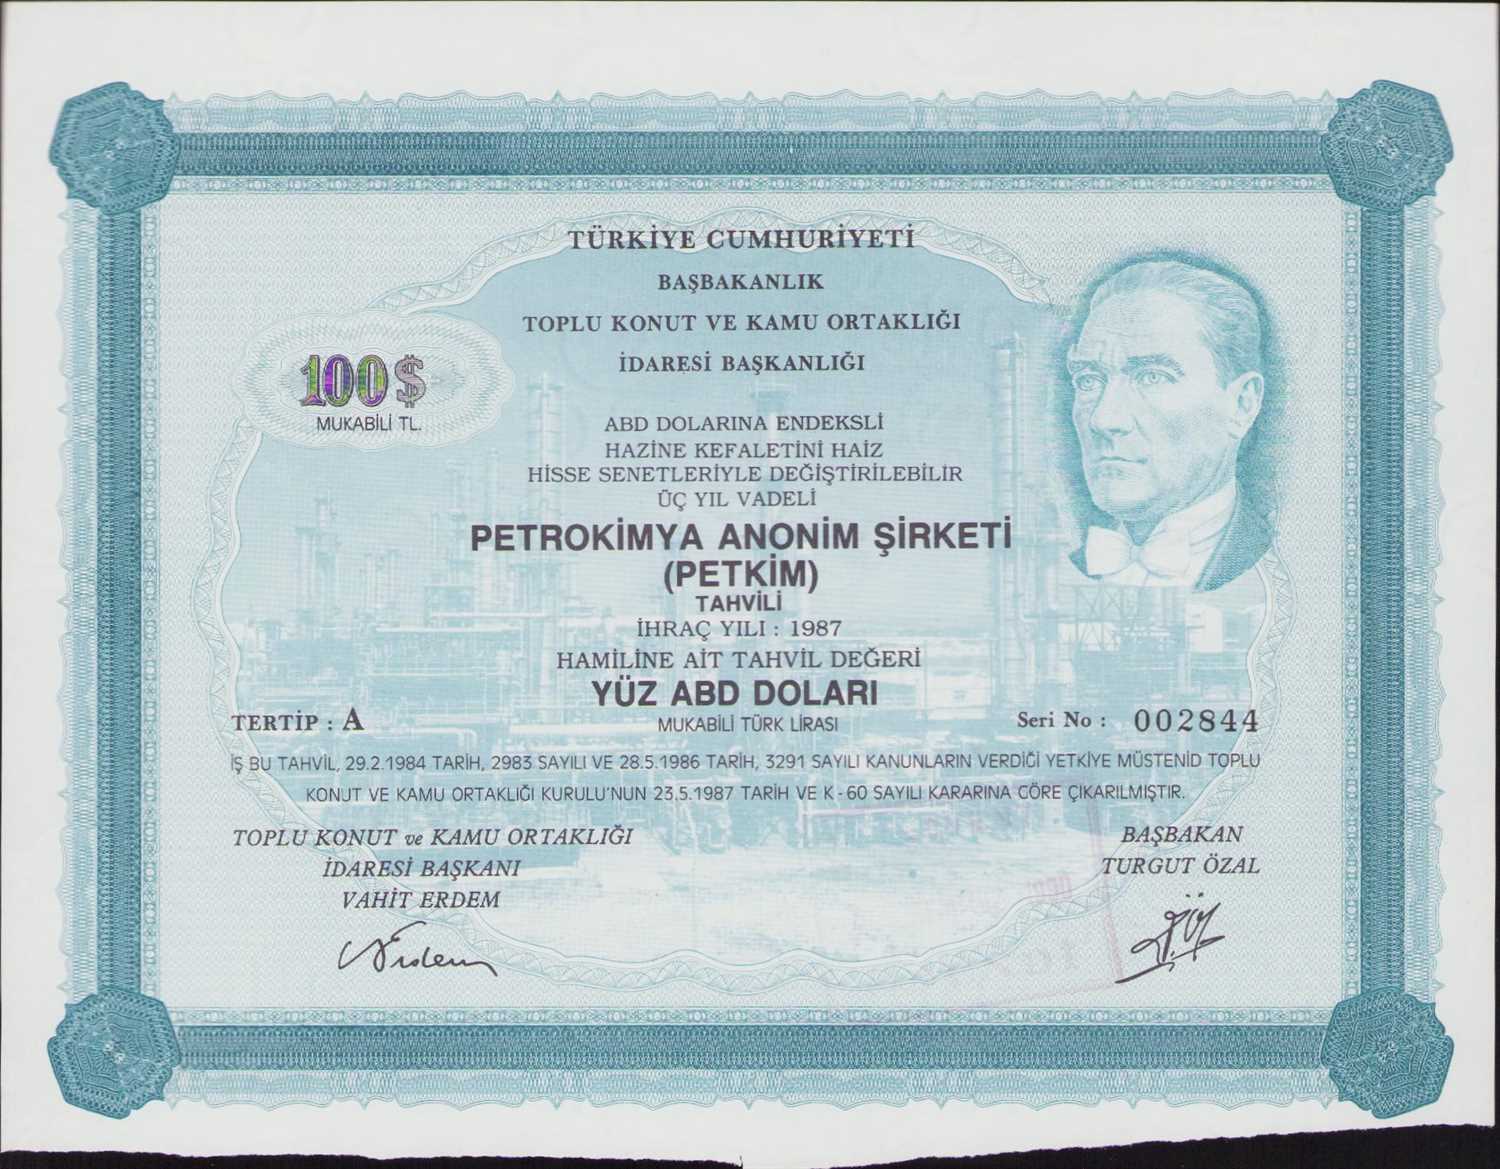 TÜRKİYE CUMHURİYETİ
BAŞBAKANLIK
TOPLU KONUT VE KAMU ORTAKLIĞI
İDARESİ BAŞKANLIĞI
100$
MUKABİLİ TL.
ABD DOLARINA ENDEKSLİ
HAZİNE KEFALETİNİ HAİZ
HİSSE SENETLERİYLE DEĞİŞTİRİLEBİLİR
ÜÇ YIL VADELİ
PETROKİMYA ANONİM ŞİRKETİ
(PETKİM)
TAHVİLİ
İHRAÇ YILI : 1987
HAMİLİNE AİT TAHVİL DEĞERİ
YÜZ ABD DOLARI
MUKABİLİ TÜRK LİRASI
TERTİP : A
Seri No : 002844
İŞ BU TAHVİL, 29.2.1984 TARİH, 2983 SAYILI VE 28.5.1986 TARİH, 3291 SAYILI KANUNLARIN VERDİĞİ YETKİYE MÜSTENİD TOPLU
KONUT VE KAMU ORTAKLIĞI KURULU'NUN 23.5.1987 TARİH VE K - 60 SAYILI KARARINA GÖRE ÇIKARILMIŞTIR.
TOPLU KONUT ve KAMU ORTAKLIĞI
İDARESİ BAŞKANI
VAHİT ERDEM
BAŞBAKAN
TURGUT ÖZAL